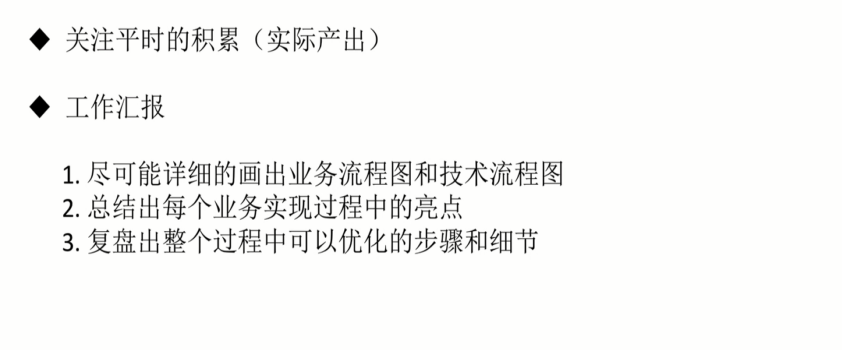 ◆ 关注平时的积累（实际产出）
◆ 工作汇报
1. 尽可能详细的画出业务流程图和技术流程图
2. 总结出每个业务实现过程中的亮点
3. 复盘出整个过程中可以优化的步骤和细节